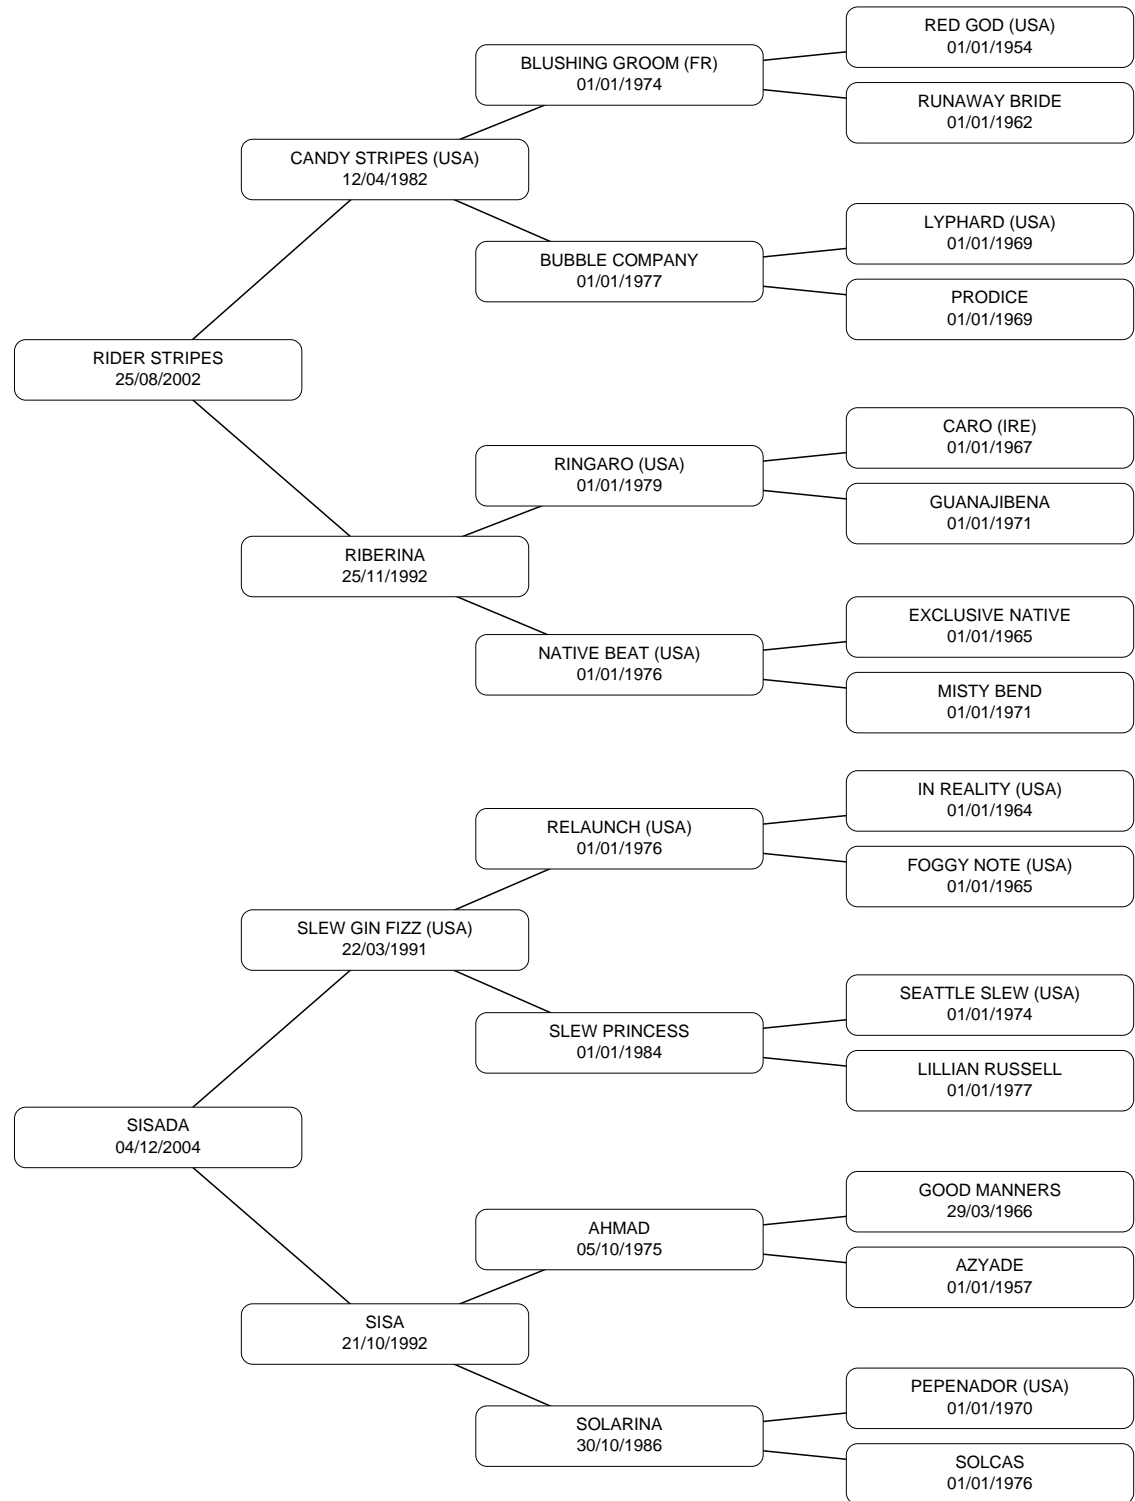 RED GOD (USA)
01/01/1954
BLUSHING GROOM (FR)
01/01/1974
RUNAWAY BRIDE
01/01/1962
CANDY STRIPES (USA)
12/04/1982
LYPHARD (USA)
01/01/1969
BUBBLE COMPANY
01/01/1977
PRODICE
01/01/1969
RIDER STRIPES
25/08/2002
CARO (IRE)
01/01/1967
RINGARO (USA)
01/01/1979
GUANAJIBENA
01/01/1971
RIBERINA
25/11/1992
EXCLUSIVE NATIVE
01/01/1965
NATIVE BEAT (USA)
01/01/1976
MISTY BEND
01/01/1971
IN REALITY (USA)
01/01/1964
RELAUNCH (USA)
01/01/1976
FOGGY NOTE (USA)
01/01/1965
SLEW GIN FIZZ (USA)
22/03/1991
SEATTLE SLEW (USA)
01/01/1974
SLEW PRINCESS
01/01/1984
LILLIAN RUSSELL
01/01/1977
SISADA
04/12/2004
GOOD MANNERS
29/03/1966
AHMAD
05/10/1975
AZYADE
01/01/1957
SISA
21/10/1992
PEPENADOR (USA)
01/01/1970
SOLARINA
30/10/1986
SOLCAS
01/01/1976